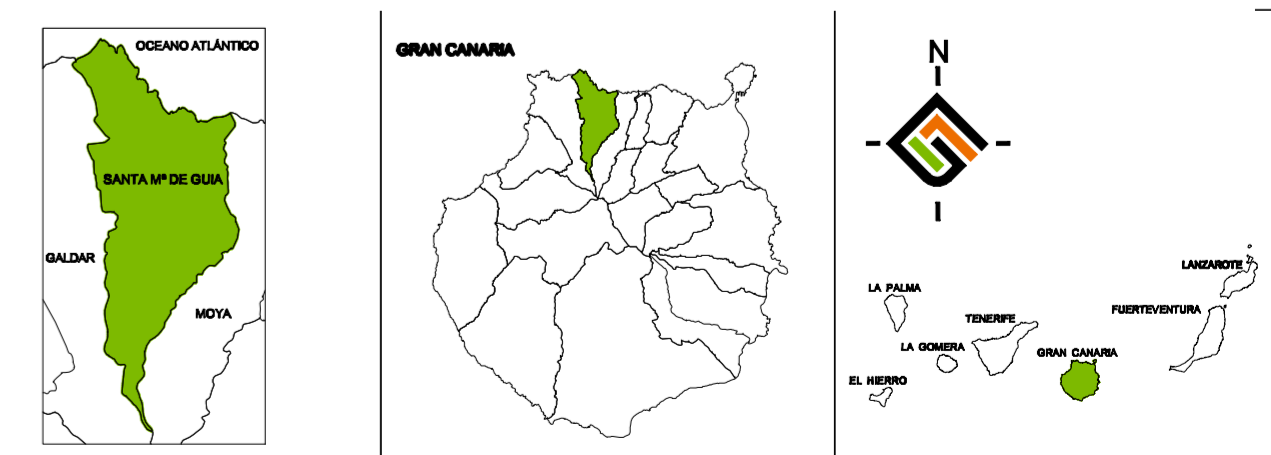 OCEANO ATLÁNTICO
SANTA Mª DE GUIA
GALDAR
MOYA
GRAN CANARIA
N
LANZAROTE
LA PALMA
FUERTEVENTURA
TENERIFE
LA GOMERA
GRAN CANARIA
EL HIERRO